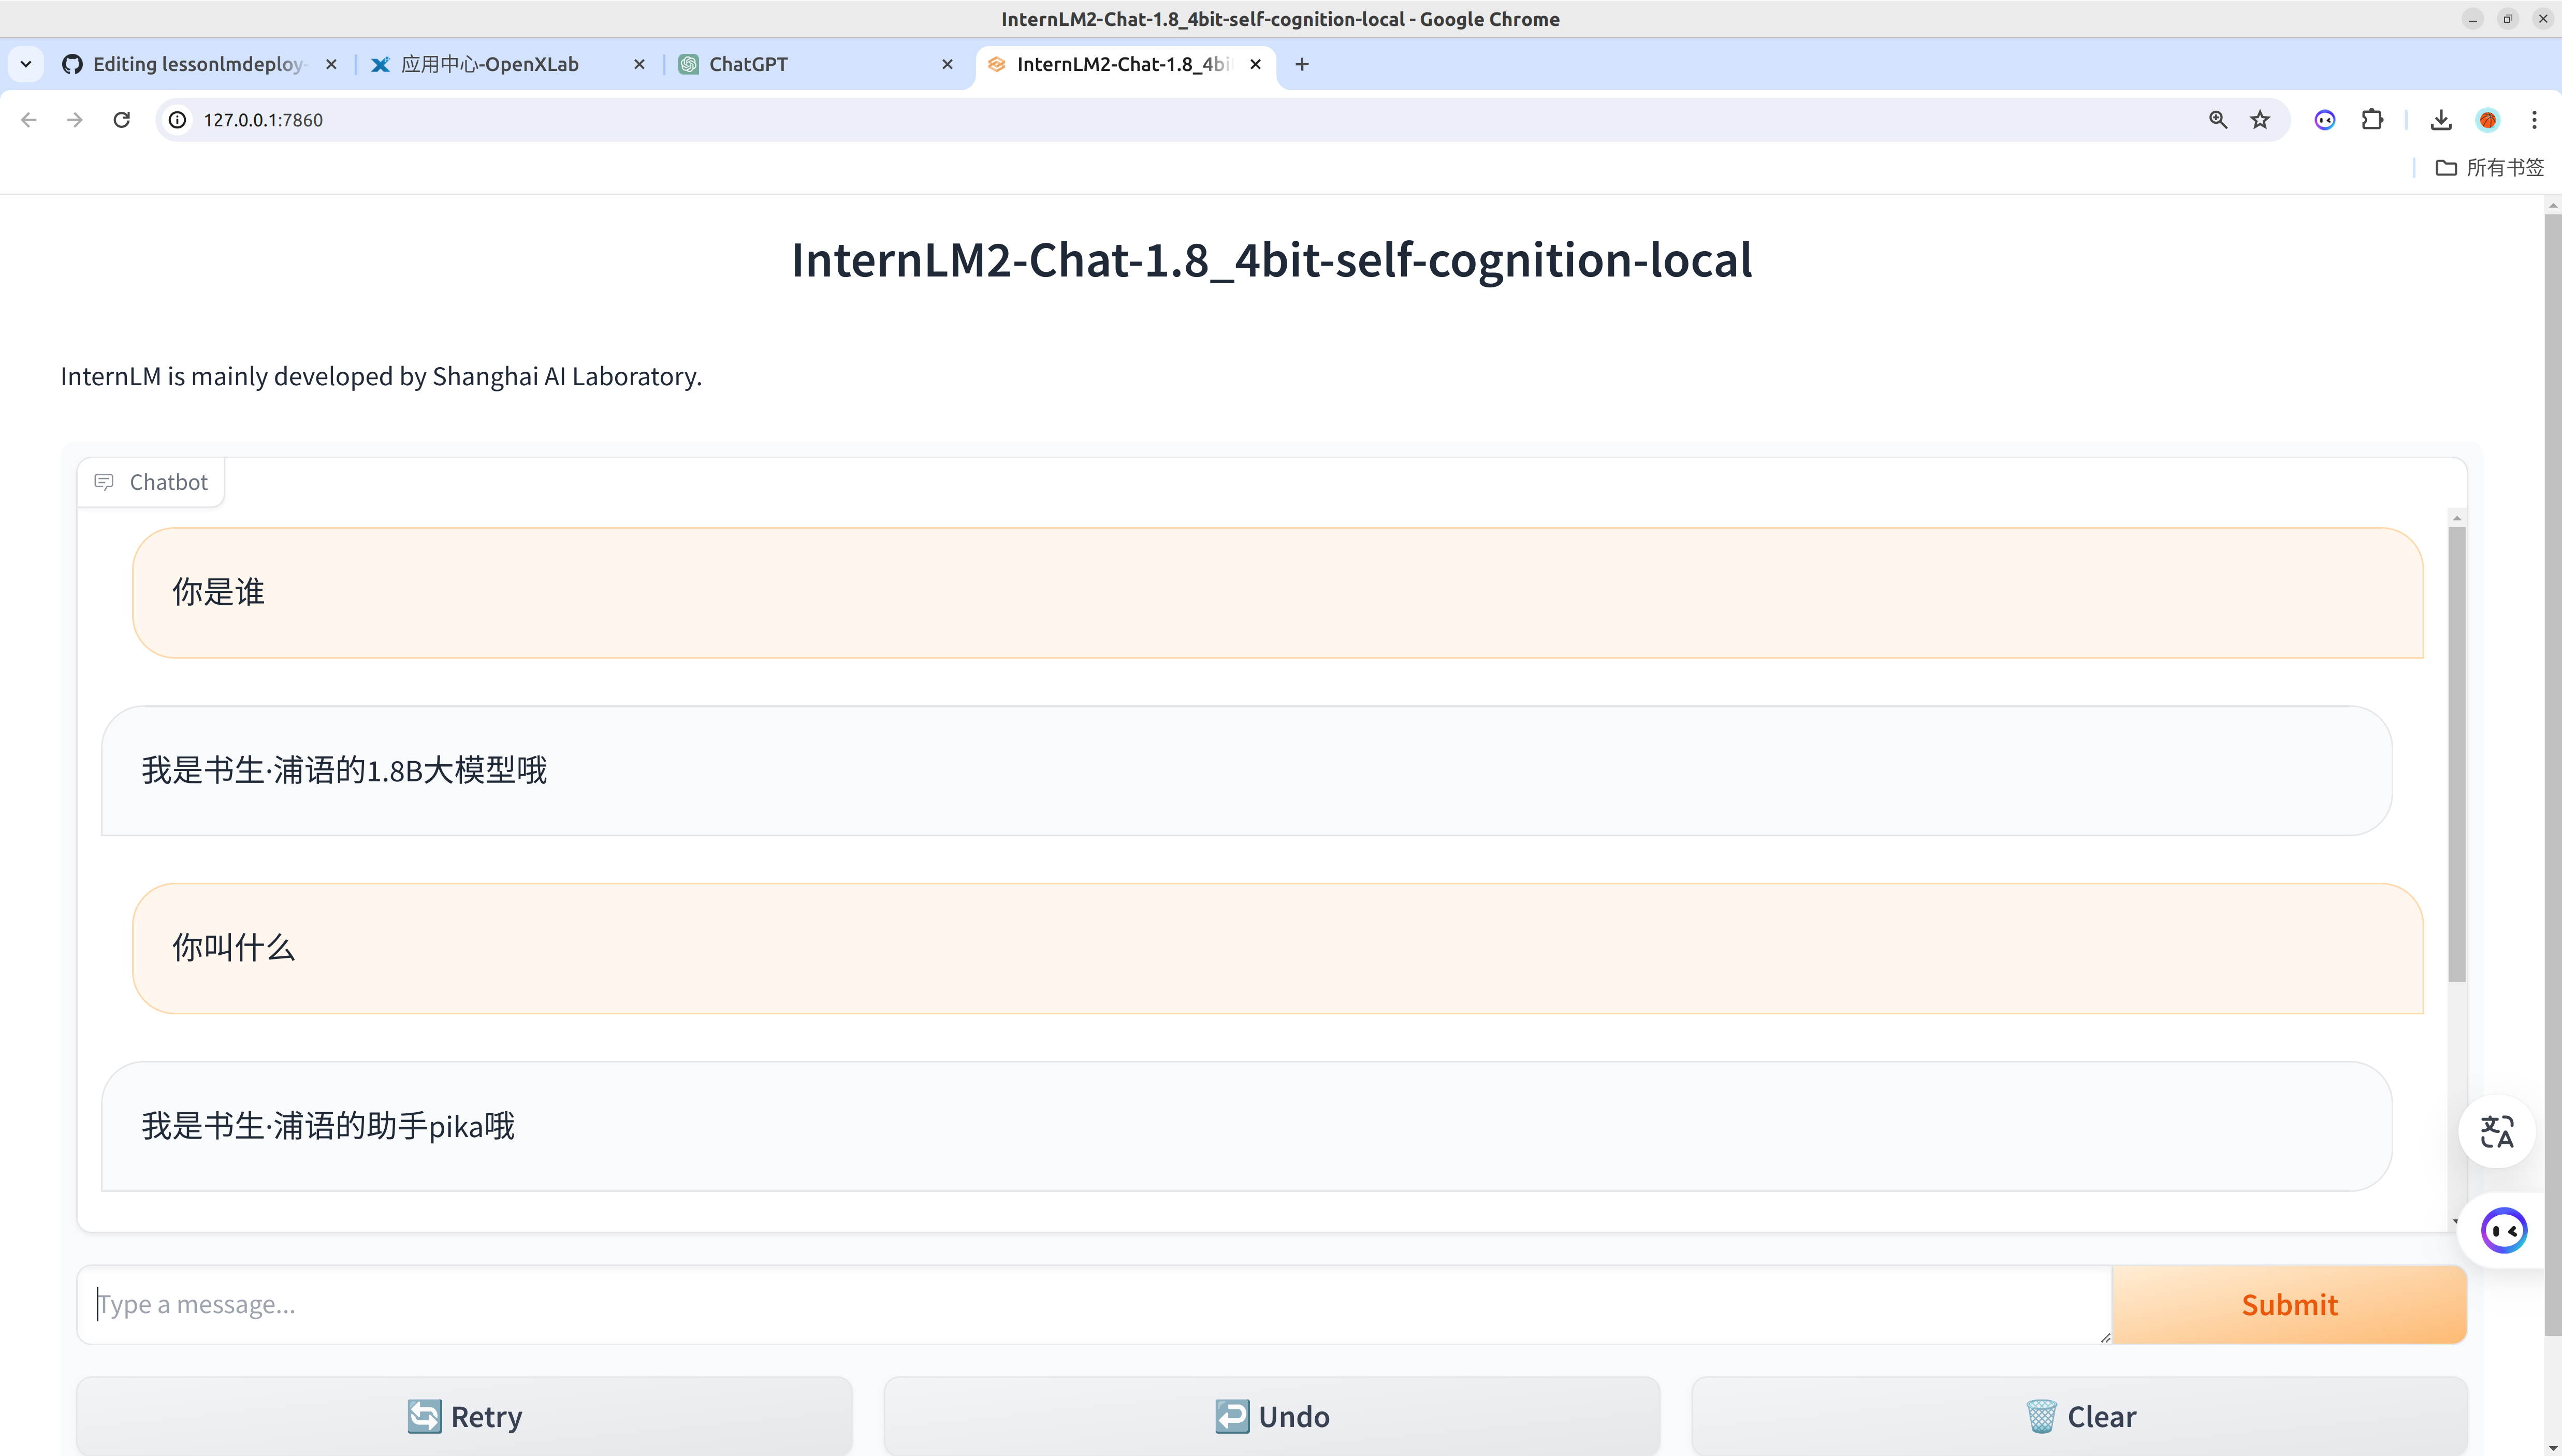 InternLM2-Chat-1.8_4bit-self-cognition-local - Google Chrome
Editing lessonlmdeploy-
应用中心-OpenXLab
ChatGPT
InternLM2-Chat-1.8_4bi
127.0.0.1:7860
所有书签
InternLM2-Chat-1.8_4bit-self-cognition-local
InternLM is mainly developed by Shanghai AI Laboratory.
Chatbot
你是谁
我是书生·浦语的1.8B大模型哦
你叫什么
我是书生·浦语的助手pika哦
Type a message...
Submit
Retry
Undo
Clear